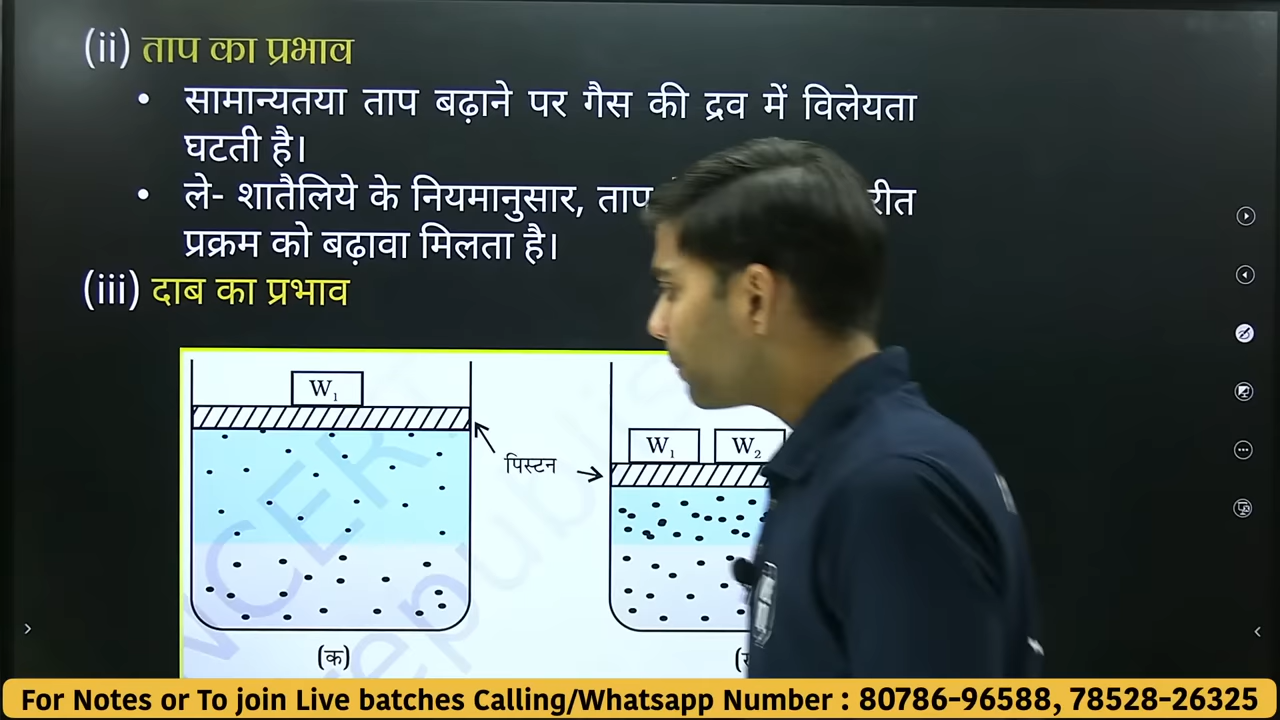 (ii) ताप का प्रभाव
• सामान्यतया ताप बढ़ाने पर गैस की द्रव में विलेयता
घटती है।
• ले- शातैलिये के नियमानुसार, ताप
प्रक्रम को बढ़ावा मिलता है।
(iii) दाब का प्रभाव
W₁
W₁ W₂
पिस्टन
(क)
For Notes or To join Live batches Calling/Whatsapp Number : 80786-96588, 78528-26325